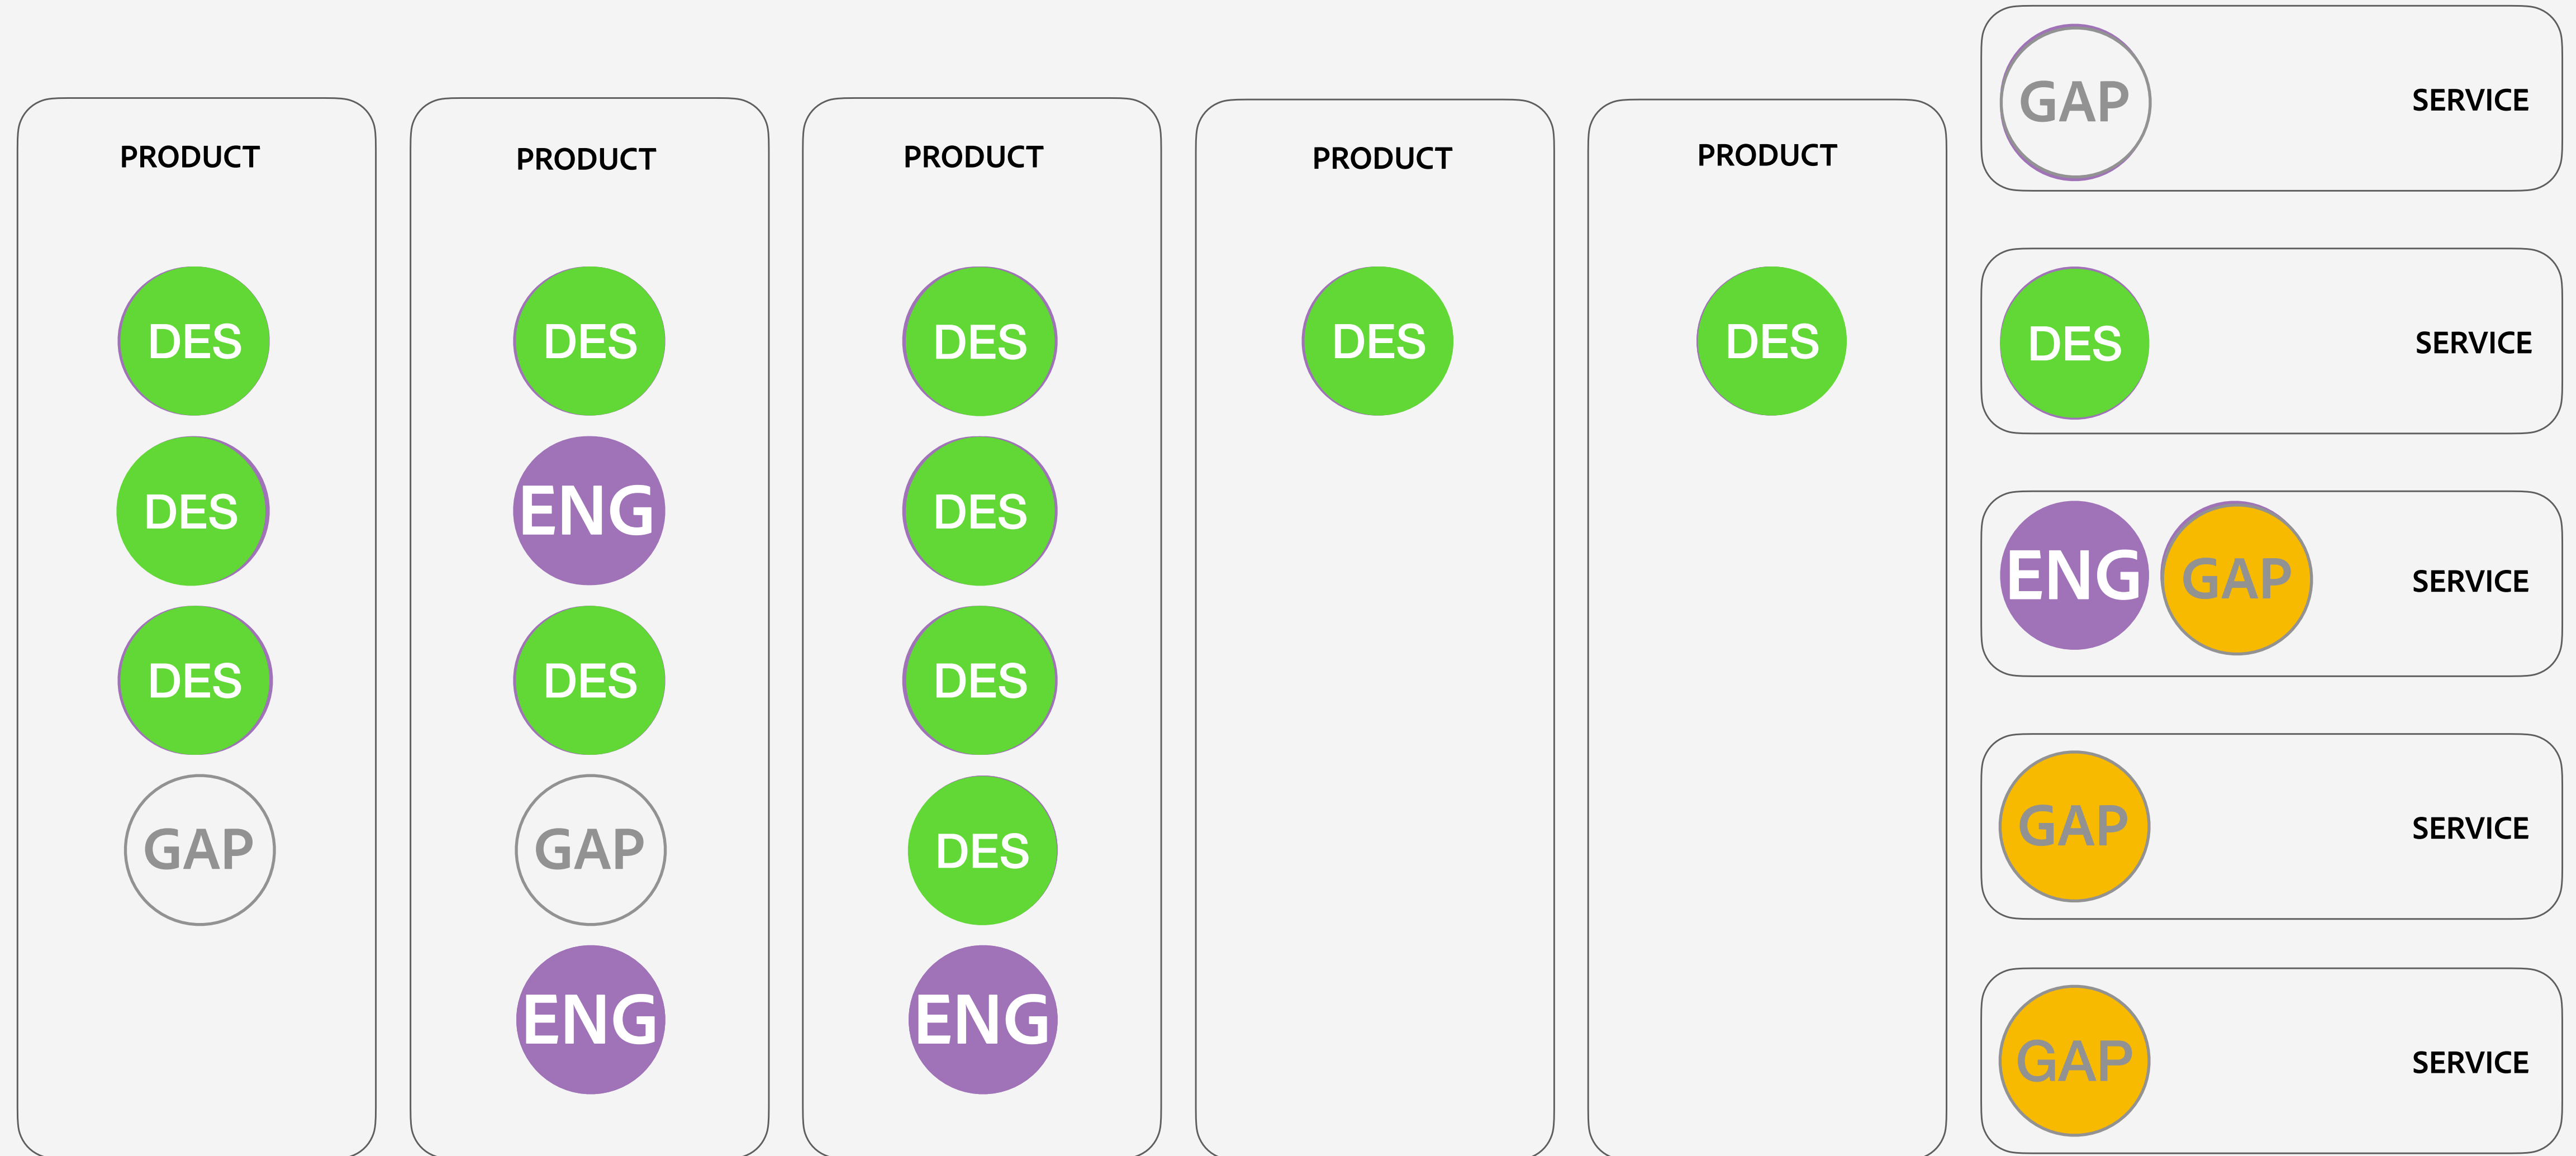 PRODUCT
DES
DES
DES
GAP
PRODUCT
DES
ENG
DES
GAP
ENG
PRODUCT
DES
DES
DES
DES
ENG
PRODUCT
DES
PRODUCT
DES
GAP SERVICE
DES SERVICE
ENG GAP SERVICE
GAP SERVICE
GAP SERVICE